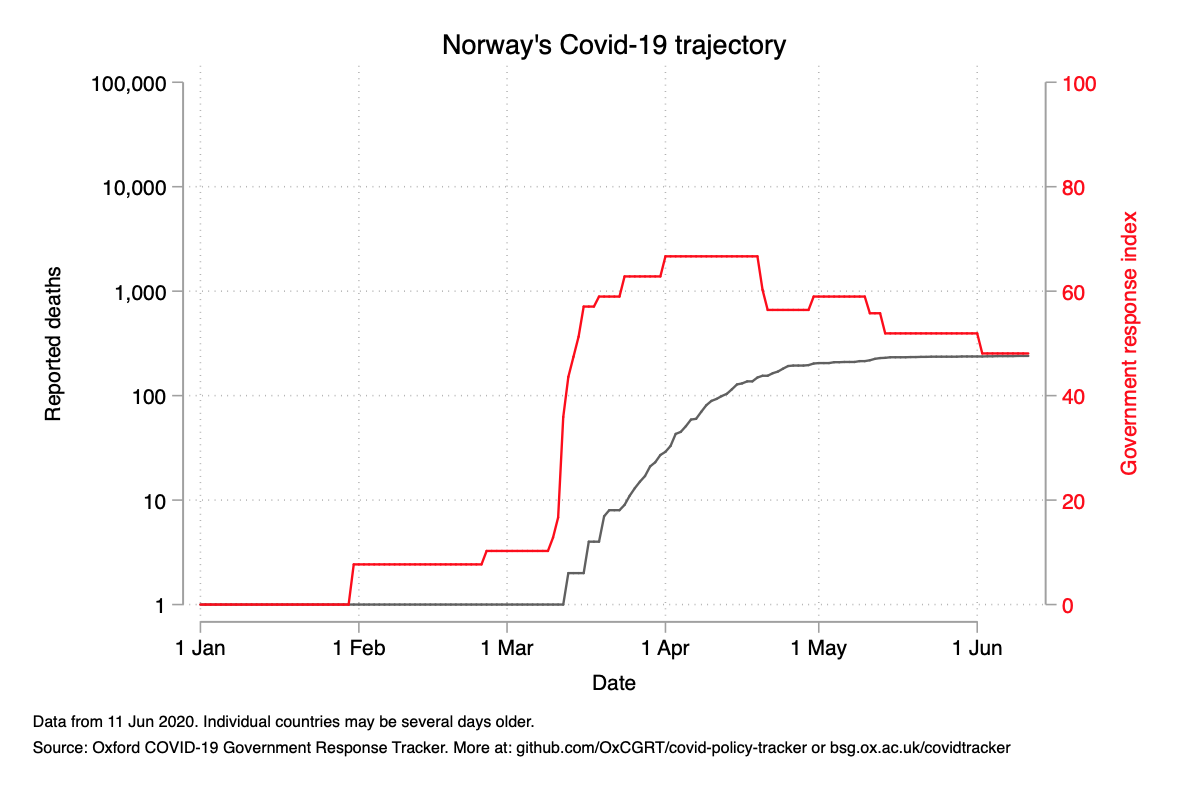 Norway's Covid-19 trajectory
100,000
10,000
1,000
100
10
1
Reported deaths
100
80
60
40
20
0
Government response index
1 Jan
1 Feb
1 Mar
1 Apr
1 May
1 Jun
Date
Data from 11 Jun 2020. Individual countries may be several days older.
Source: Oxford COVID-19 Government Response Tracker. More at: github.com/OxCGRT/covid-policy-tracker or bsg.ox.ac.uk/covidtracker